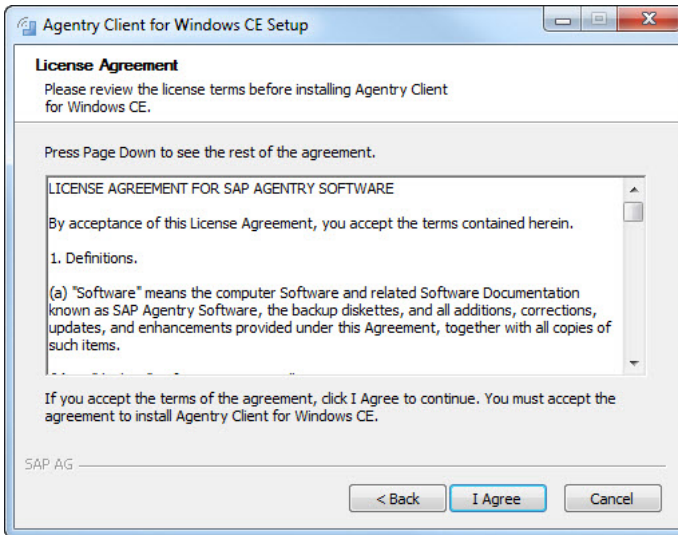 Agentry Client for Windows CE Setup
License Agreement
Please review the license terms before installing Agentry Client
for Windows CE.
Press Page Down to see the rest of the agreement.
LICENSE AGREEMENT FOR SAP AGENTRY SOFTWARE
By acceptance of this License Agreement, you accept the terms contained herein.
1. Definitions.
(a) "Software" means the computer Software and related Software Documentation
known as SAP Agentry Software, the backup diskettes, and all additions, corrections,
updates, and enhancements provided under this Agreement, together with all copies of
such items.
If you accept the terms of the agreement, click I Agree to continue. You must accept the
agreement to install Agentry Client for Windows CE.
SAP AG
< Back
I Agree
Cancel